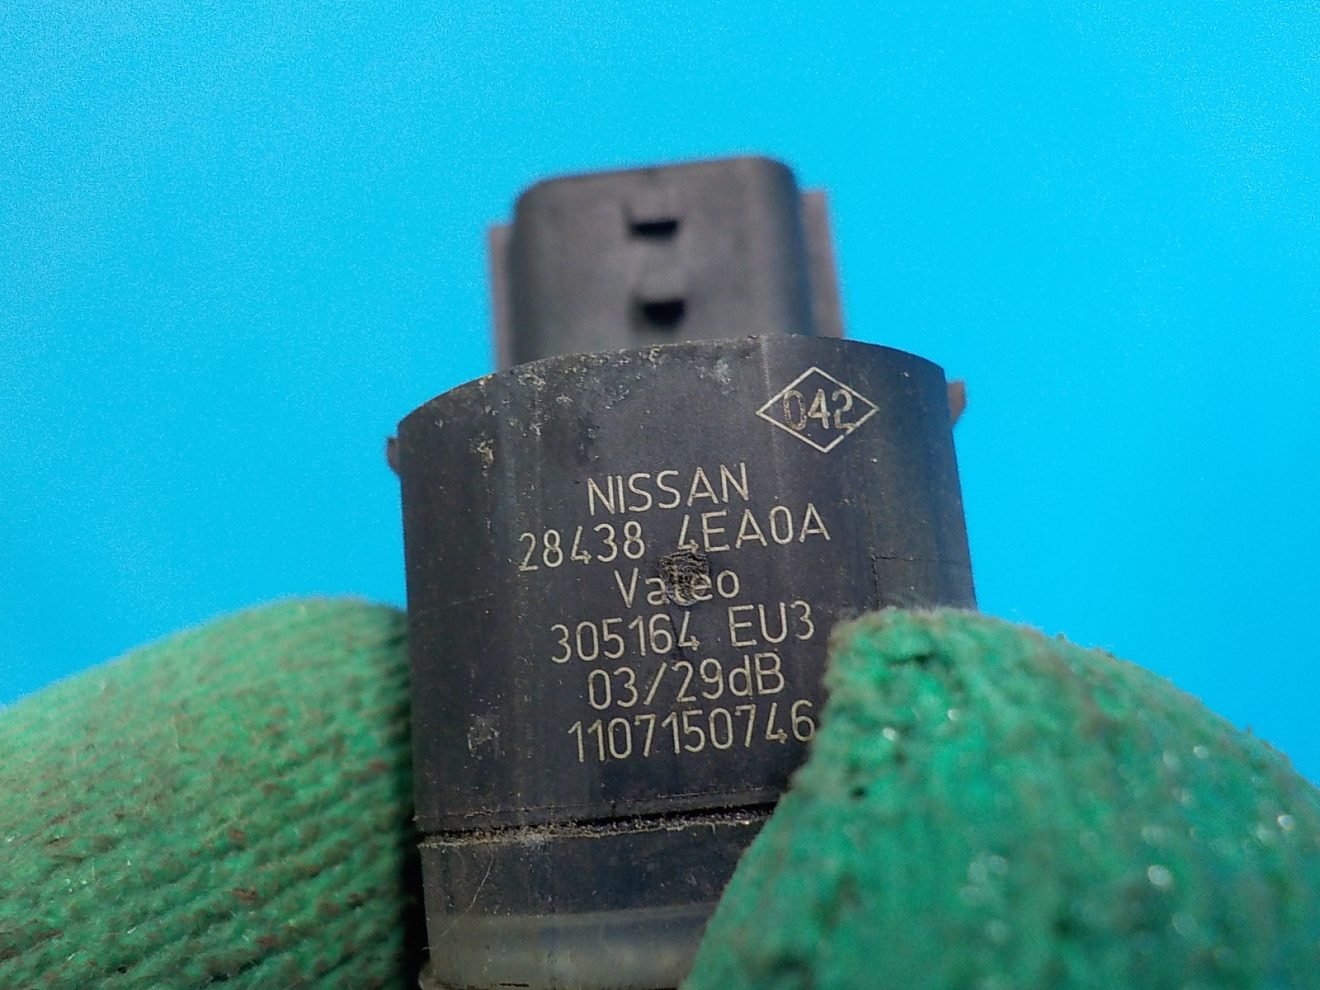 042
NISSAN
28438 4EA0A
Valeo
305164 EU3
03/29dB
1107150746